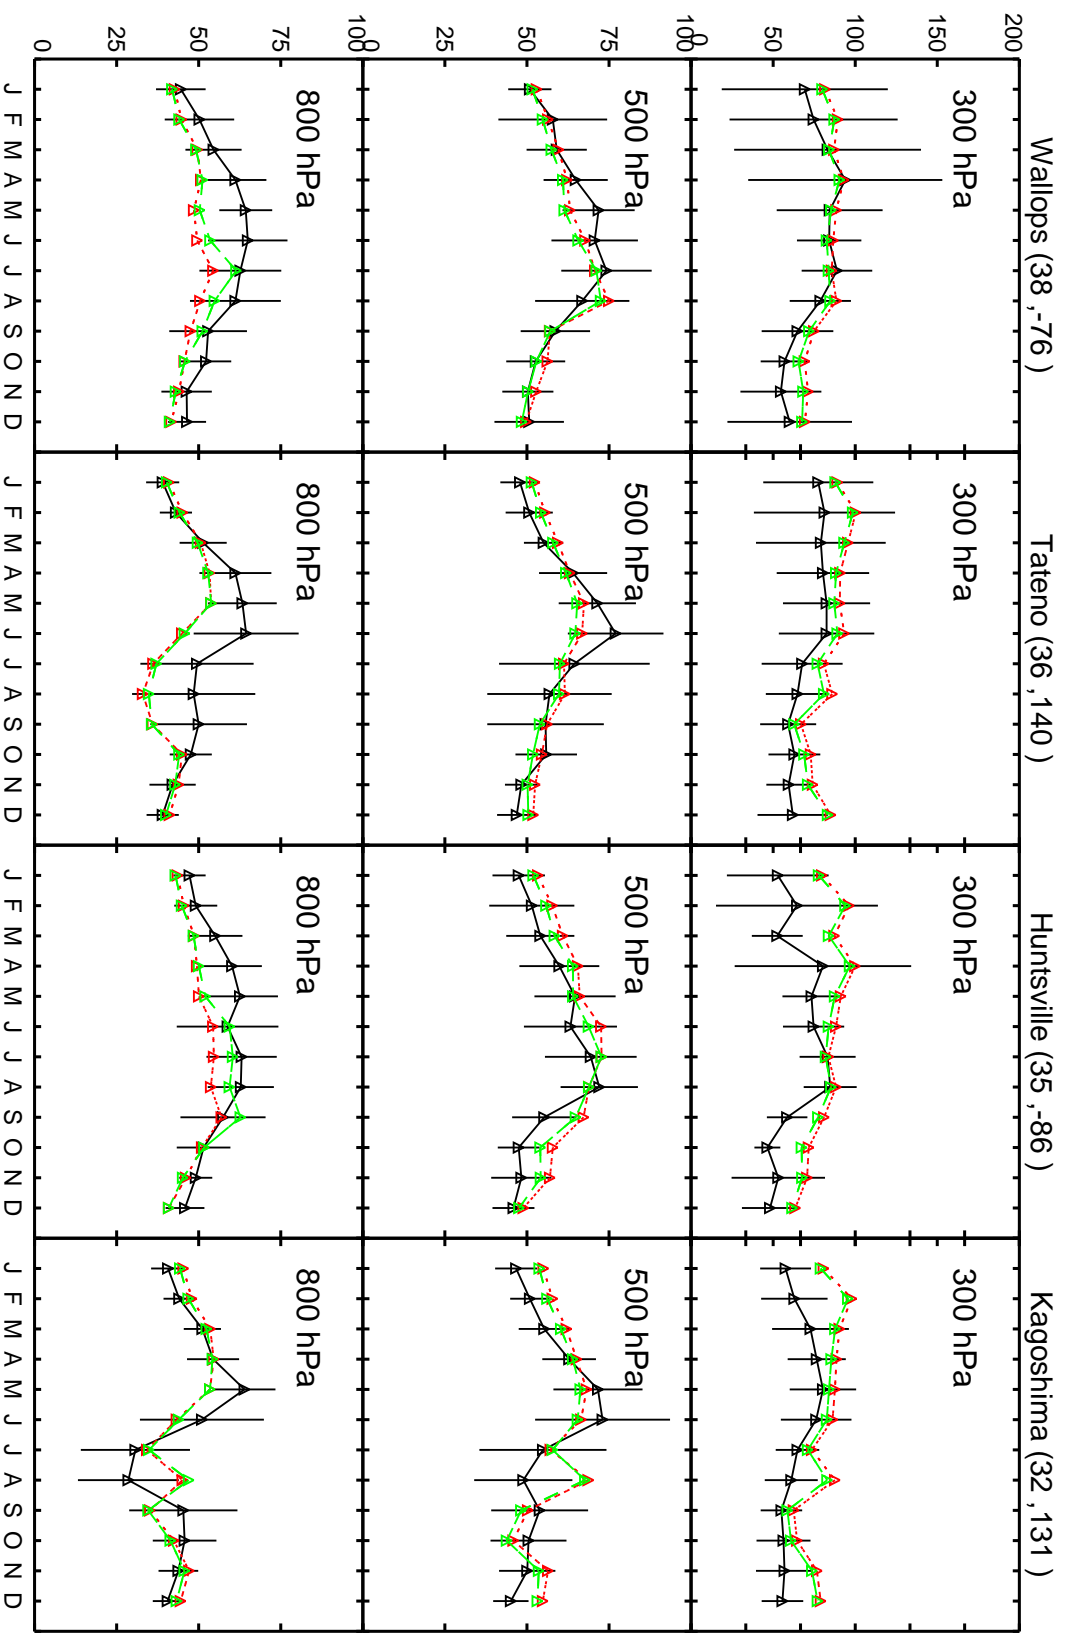 Wallops (38 ,-76 )
Tateno (36 ,140 )
Huntsville (35 ,-86 )
Kagoshima (32 ,131 )
200
150
100
50
0
300 hPa
300 hPa
300 hPa
300 hPa
100
75
50
0
500 hPa
500 hPa
500 hPa
500 hPa
100
75
50
25
0
800 hPa
800 hPa
800 hPa
800 hPa
J F M A M J J A S O N D
J F M A M J J A S O N D
J F M A M J J A S O N D
J F M A M J J A S O N D